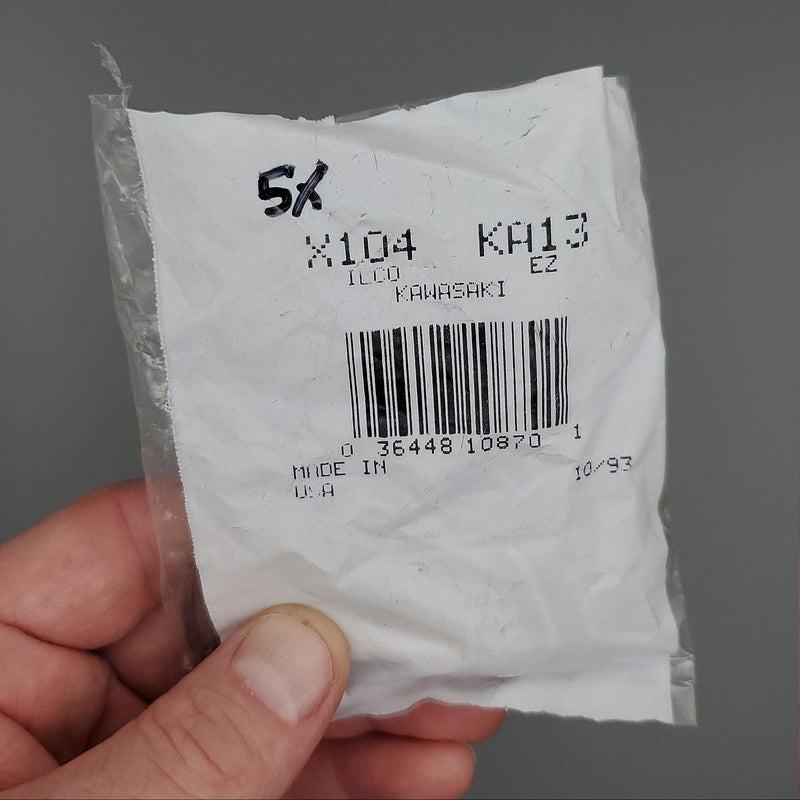 5X
X104 KA13
ILCO EZ
KAWASAKI
0 36448 10870 1
MADE IN 10/93
USA